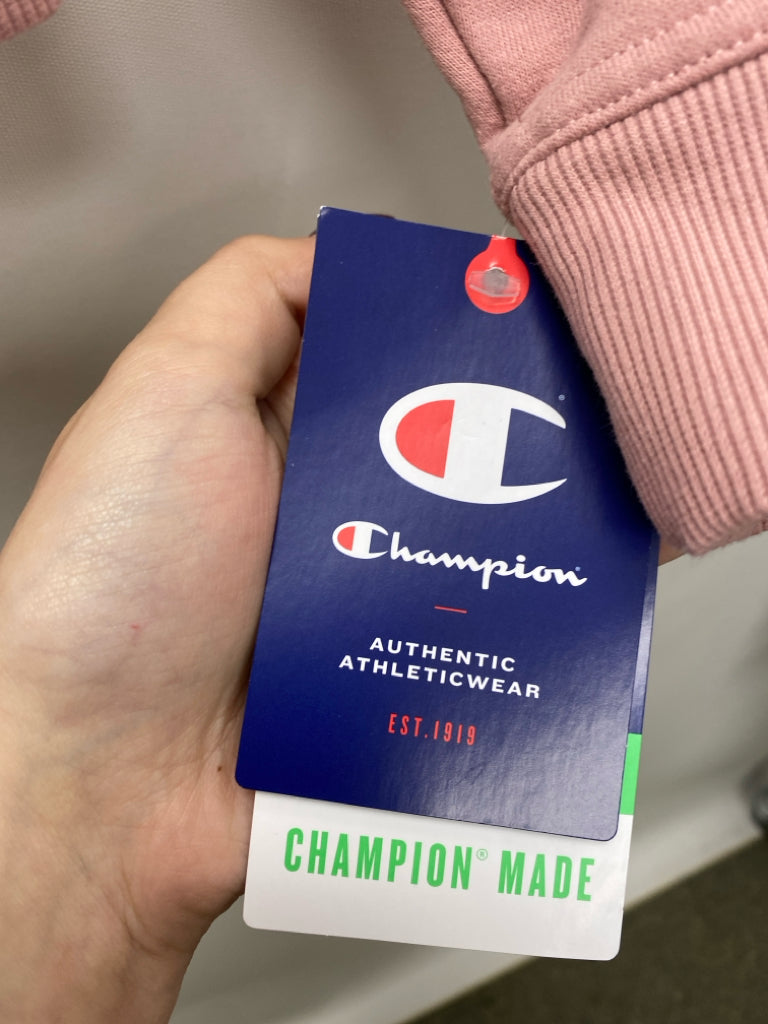 Champion
AUTHENTIC
ATHLETICWEAR
EST.1919
CHAMPION® MADE